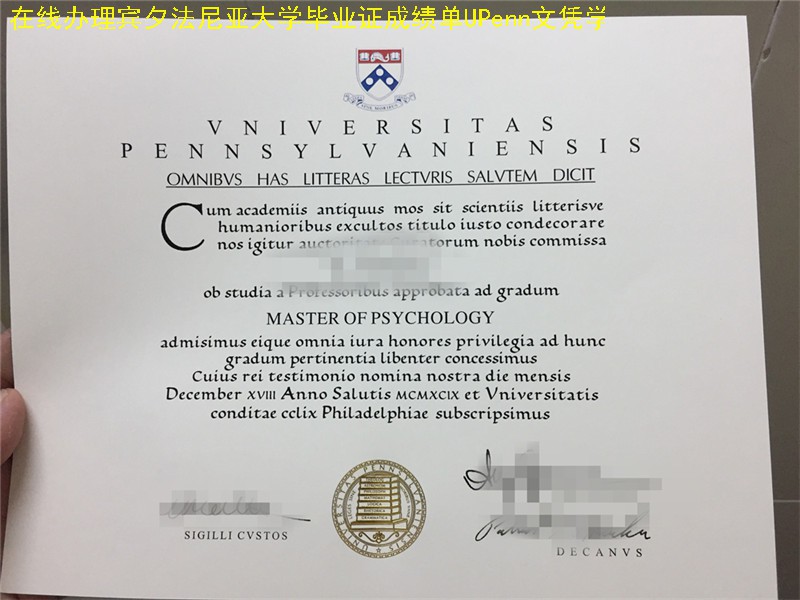 在线办理宾夕法尼亚大学毕业证成绩单UPenn文凭学
VNIVERSITAS
PENNSYLVANIENSIS
OMNIBVS HAS LITTERAS LECTVRIS SALVTEM DICIT
Cum academiis antiquus mos sit scientiis litterisve
humanioribus excultos titulo iusto condecorare
nos igitur auctoritate Curatorum nobis commissa
ob studia a Professoribus approbata ad gradum
MASTER OF PSYCHOLOGY
admisimus eique omnia iura honores privilegia ad hunc
gradum pertinentia libenter concessimus
Cuius rei testimonio nomina nostra die mensis
December XVIII Anno Salutis MCMXCIX et Vniversitatis
conditae cclix Philadelphiae subscripsimus
SIGILLI CVSTOS
DECANVS